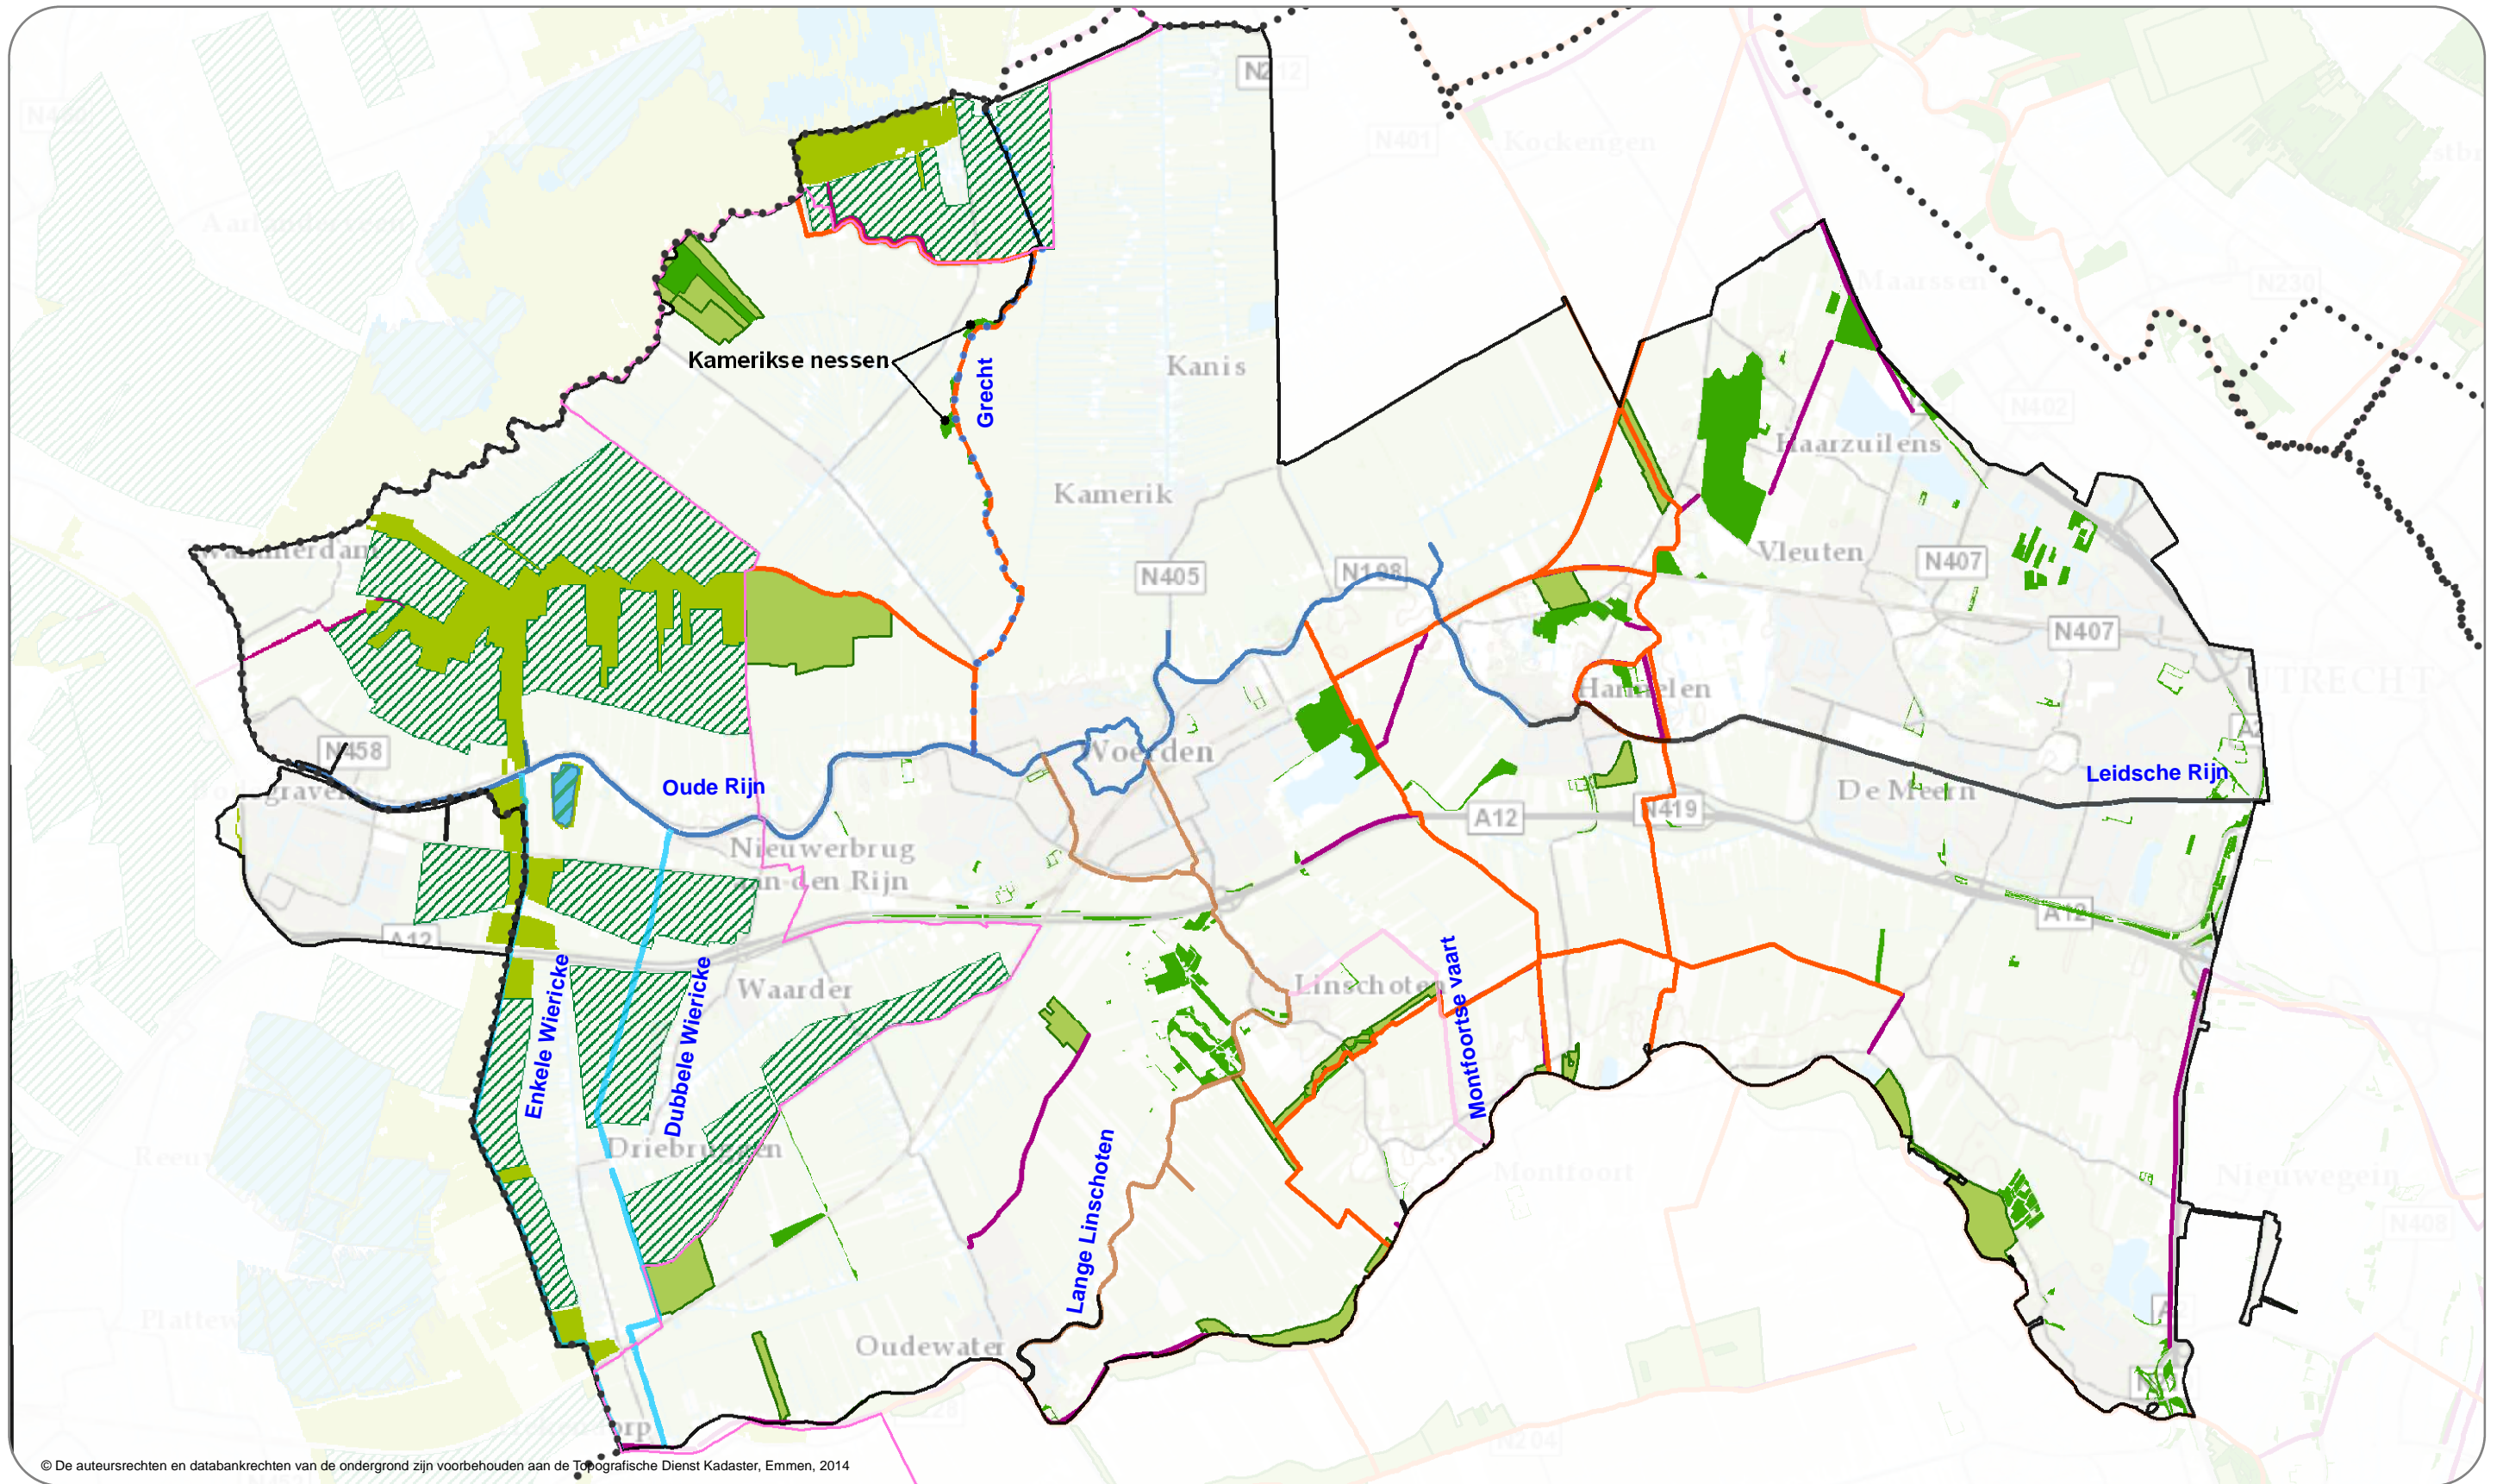 N212
N401
Kockengen
Maarssen
N230
Kamerikse nessen
Grecht
Kanis
N402
Haarzuilens
Kamerik
Vleuten
N407
N405
N198
N407
Harmelen
UTRECHT
N458
Woerden
Oude Rijn
Leidsche Rijn
De Meern
A12
N419
Nieuwerbrug
aan den Rijn
A12
A12
Waarder
Linschoten
Enkele Wiericke
Dubbele Wiericke
Montfoortse vaart
Driebruggen
Lange Linschoten
Montfoort
Nieuwegein
N408
Oudewater
N204
© De auteursrechten en databankrechten van de ondergrond zijn voorbehouden aan de Topografische Dienst Kadaster, Emmen, 2014